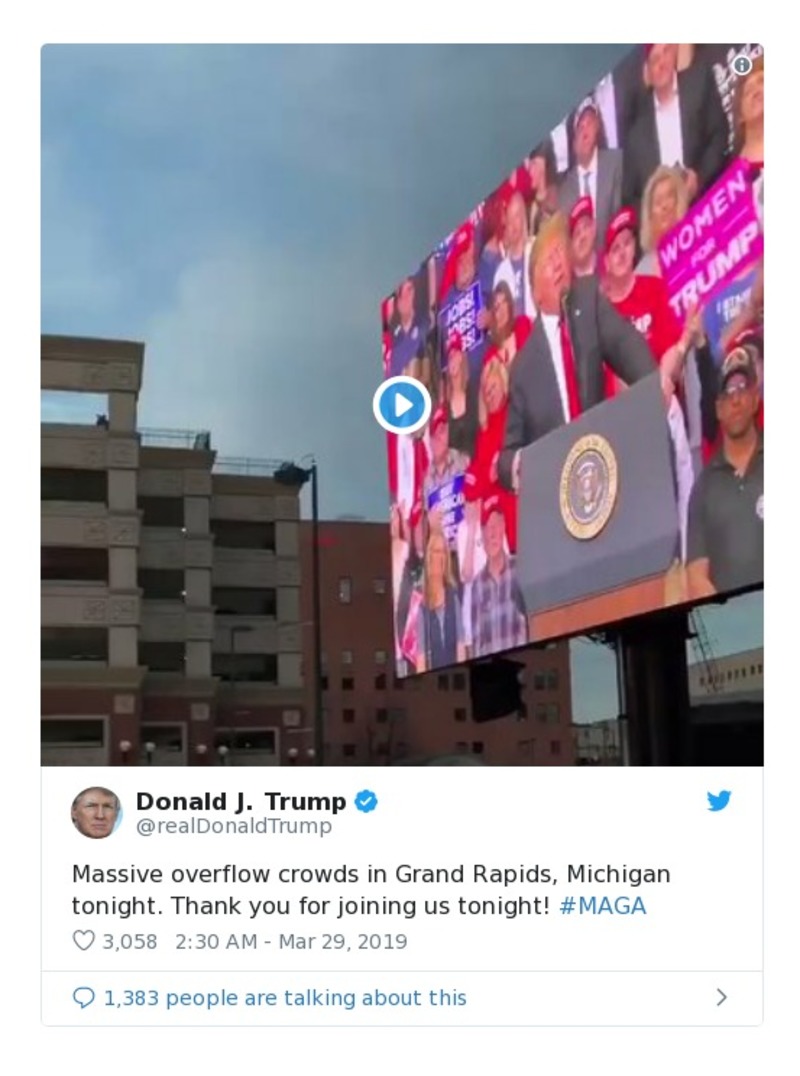 WOMEN
FOR
TRUMP
JOBS!
Donald J. Trump
@realDonaldTrump
Massive overflow crowds in Grand Rapids, Michigan
tonight. Thank you for joining us tonight! #MAGA
3,058 2:30 AM - Mar 29, 2019
1,383 people are talking about this